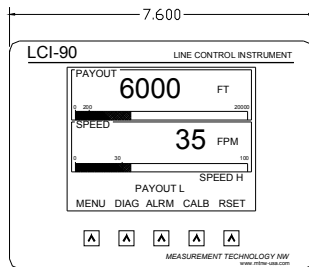 7.600
LCI-90 LINE CONTROL INSTRUMENT
PAYOUT
6000 FT
0 200 20000
SPEED
35 FPM
0 30 100
SPEED H
PAYOUT L
MENU DIAG ALRM CALB RSET
MEASUREMENT TECHNOLOGY NW
www.mtnw-usa.com